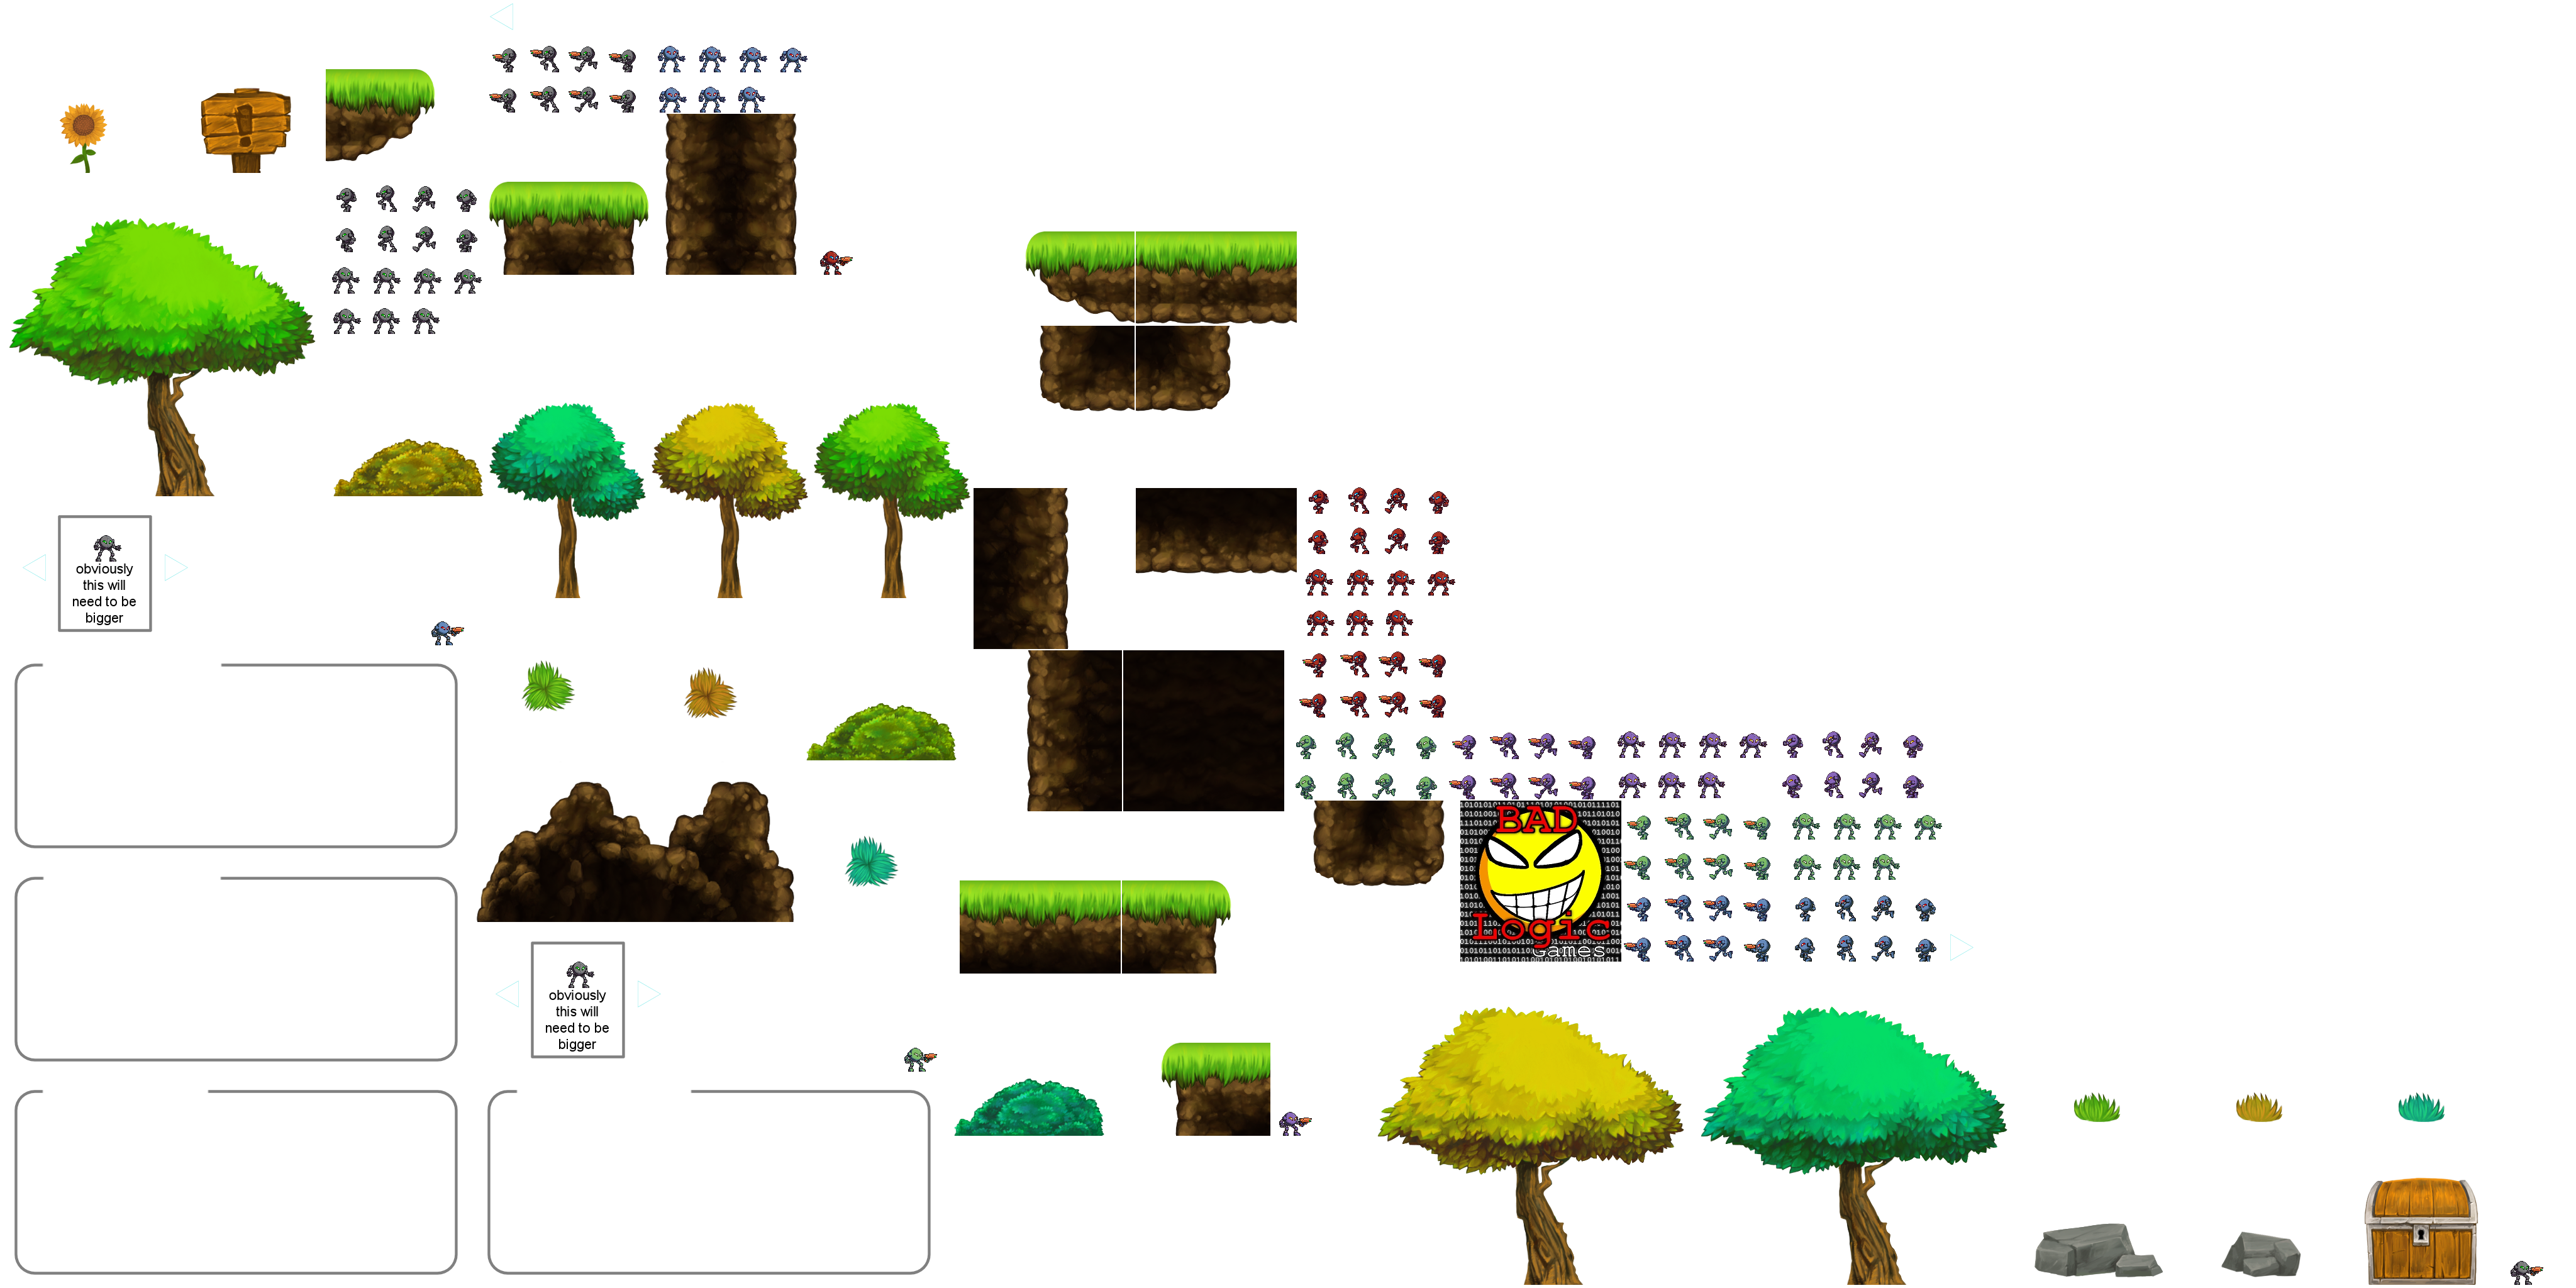 obviously
this will
need to be
bigger
BAD
Logic
Games
obviously
this will
need to be
bigger